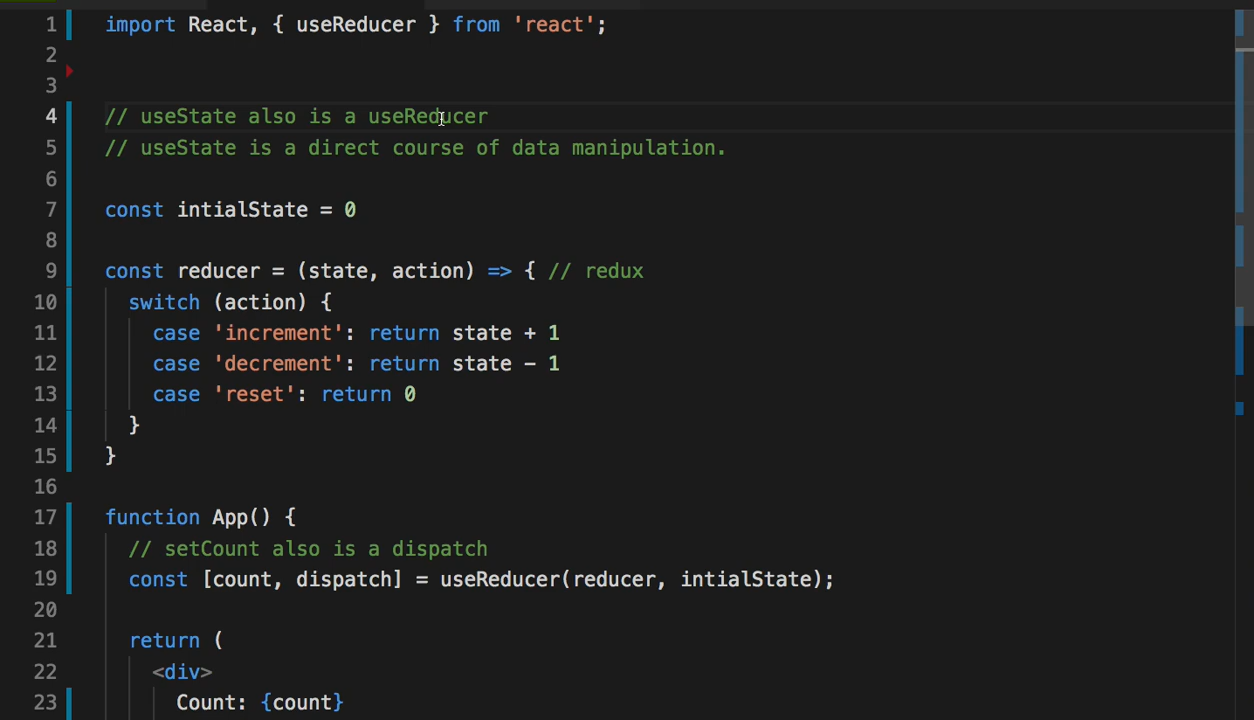 1 import React, { useReducer } from 'react';
2
3
4 // useState also is a useReducer
5 // useState is a direct course of data manipulation.
6
7 const intialState = 0
8
9 const reducer = (state, action) => { // redux
10 switch (action) {
11 case 'increment': return state + 1
12 case 'decrement': return state - 1
13 case 'reset': return 0
14 }
15 }
16
17 function App() {
18 // setCount also is a dispatch
19 const [count, dispatch] = useReducer(reducer, intialState);
20
21 return (
22 <div>
23 Count: {count}